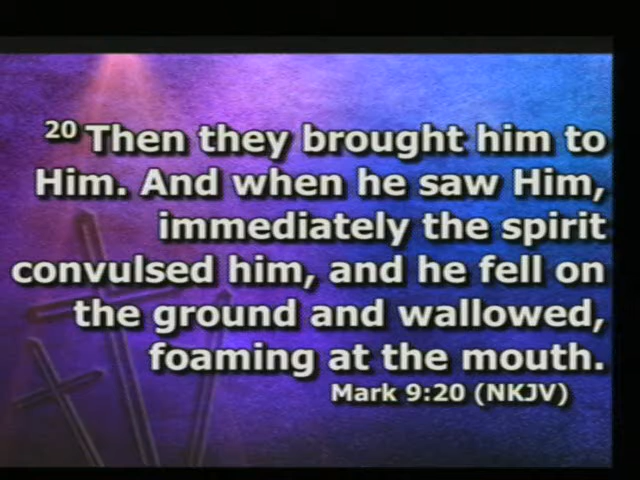 20 Then they brought him to
Him. And when he saw Him,
immediately the spirit
convulsed him, and he fell on
the ground and wallowed,
foaming at the mouth.
Mark 9:20 (NKJV)